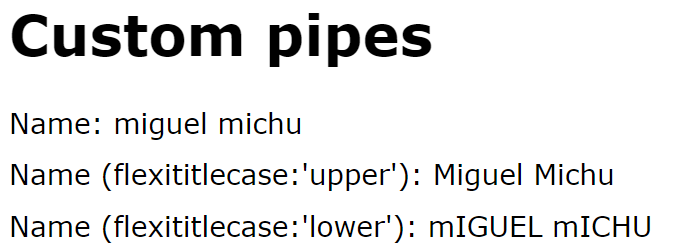 Custom pipes
Name: miguel michu
Name (flexititlecase:'upper'): Miguel Michu
Name (flexititlecase:'lower'): mIGUEL mICHU